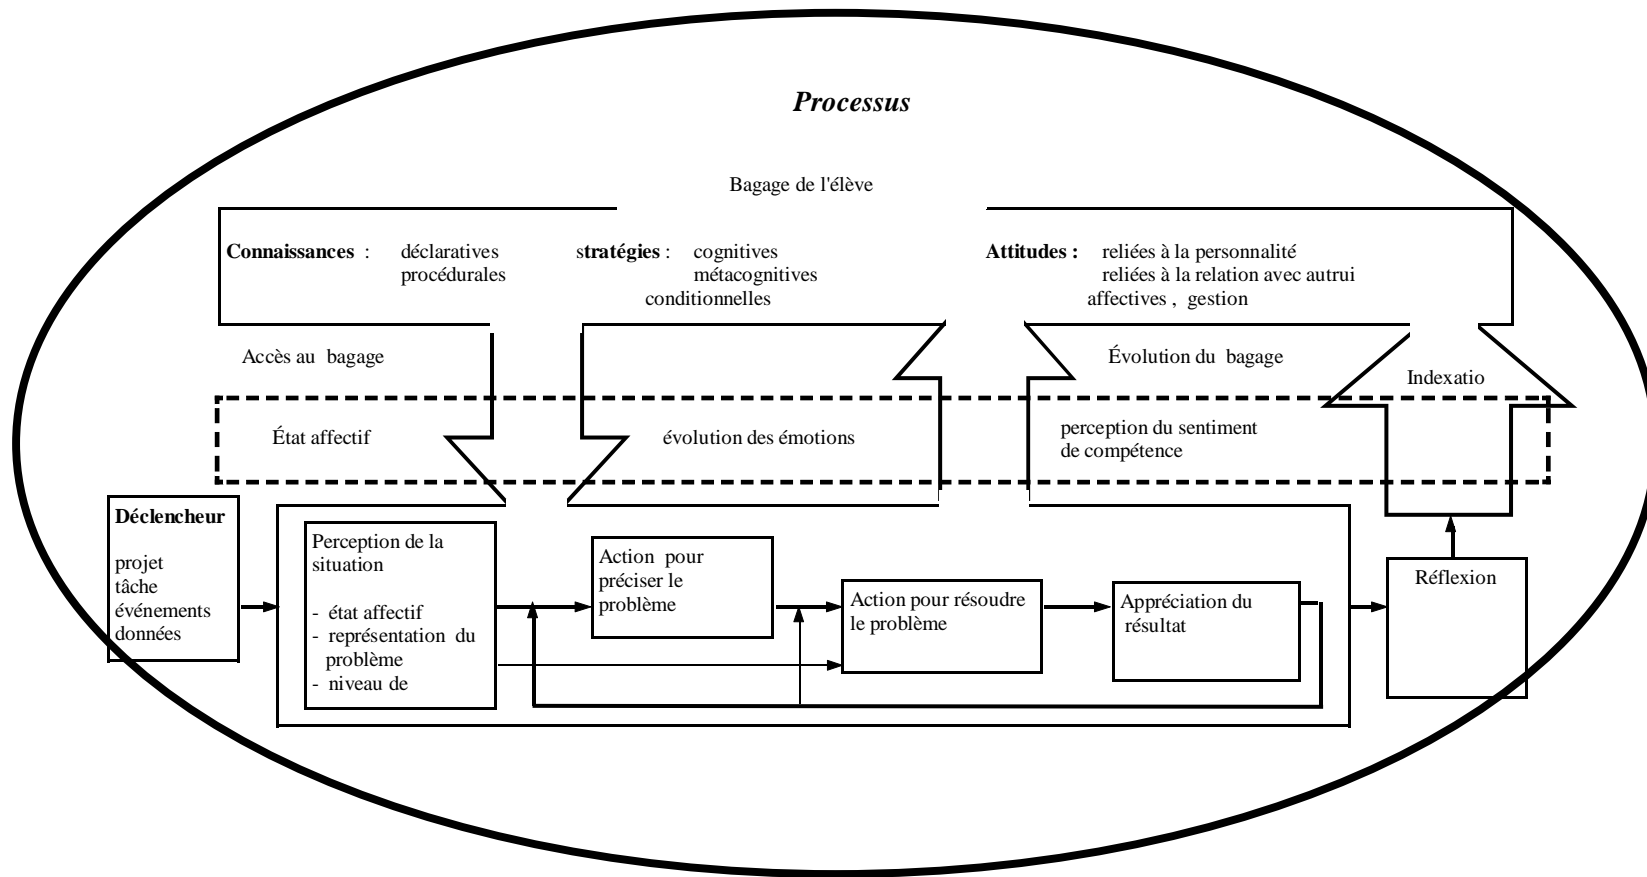 Processus
Bagage de l'élève
Connaissances : déclaratives
procédurales
stratégies : cognitives
métacognitives
conditionnelles
Attitudes : reliées à la personnalité
reliées à la relation avec autrui
affectives , gestion
Accès au bagage
Évolution du bagage
Indexatio
État affectif
évolution des émotions
perception du sentiment
de compétence
Déclencheur
projet
tâche
événements
données
Perception de la
situation
- état affectif
- représentation du
problème
- niveau de
Action pour
préciser le
problème
Action pour résoudre
le problème
Appréciation du
résultat
Réflexion